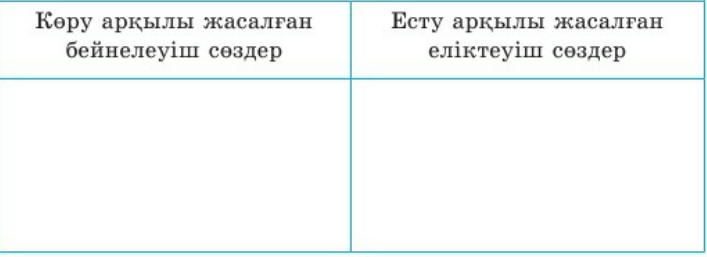 Көру арқылы жасалған
бейнелеуіш сөздер
Есту арқылы жасалған
еліктеуіш сөздер